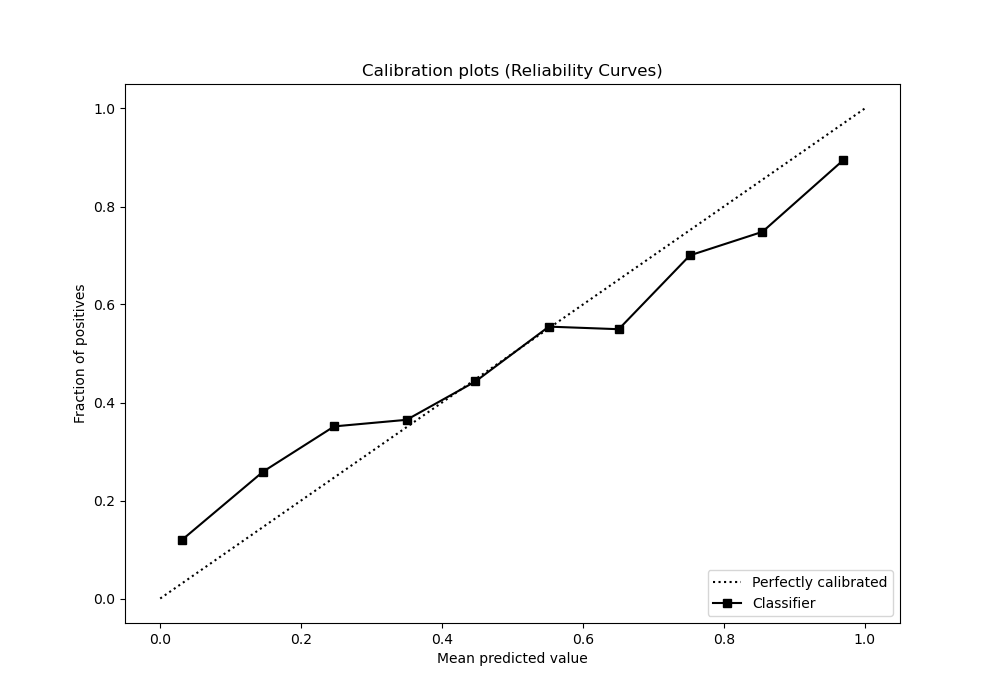 Calibration plots (Reliability Curves)
1.0
0.8
0.6
0.4
0.2
0.0
Fraction of positives
Perfectly calibrated
Classifier
0.0 0.2 0.4 0.6 0.8 1.0
Mean predicted value